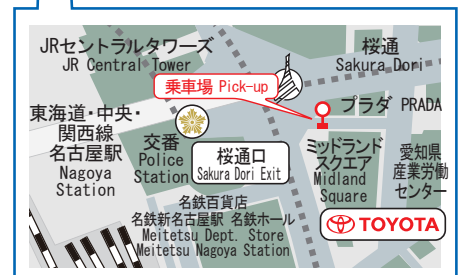 JRセントラルタワーズ
JR Central Tower
桜通
Sakura Dori
乗車場 Pick-up
プラダ PRADA
東海道・中央・
関西線
名古屋駅
Nagoya
Station
交番
Police
Station
桜通口
Sakura Dori Exit
ミッドランド
スクエア
Midland
Square
愛知県
産業労働
センター
名鉄百貨店
名鉄新名古屋駅 名鉄ホール
Meitetsu Dept. Store
Meitetsu Nagoya Station
TOYOTA